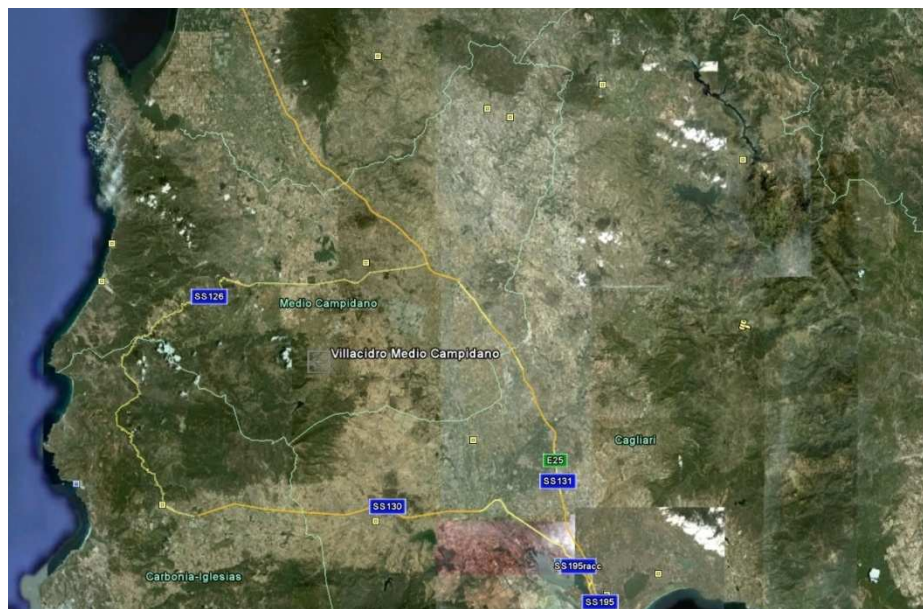 SS126
Medio Campidano
Villacidro Medio Campidano
Cagliari
E25
SS131
SS130
SS195racc
Carbonia-Iglesias
SS195